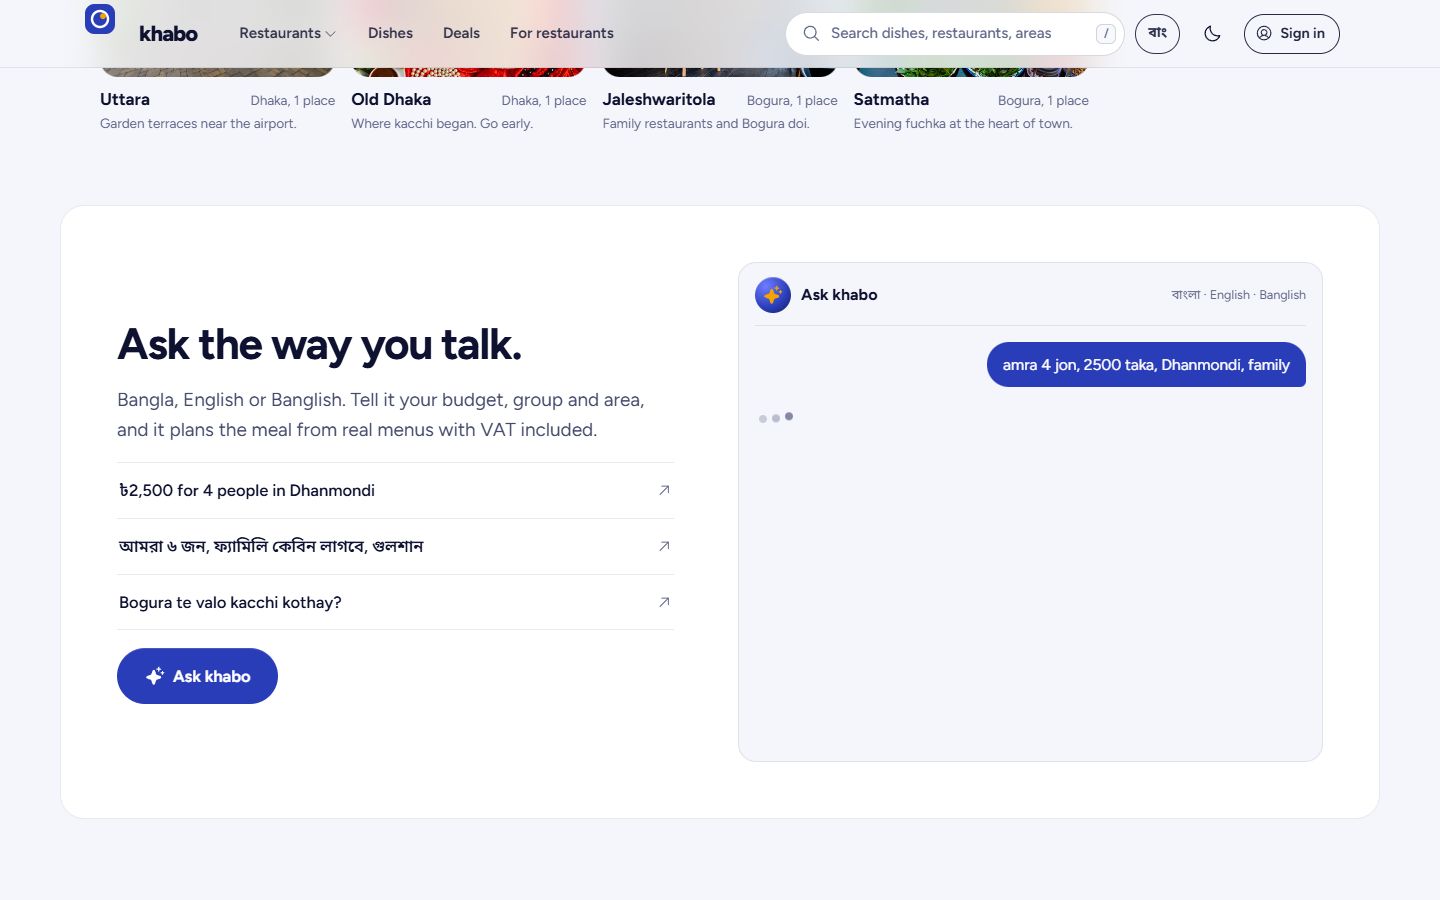 khabo
Restaurants
Dishes
Deals
For restaurants
Search dishes, restaurants, areas
/
বাং
Sign in
Uttara
Dhaka, 1 place
Garden terraces near the airport.
Old Dhaka
Dhaka, 1 place
Where kacchi began. Go early.
Jaleshwaritola
Bogura, 1 place
Family restaurants and Bogura doi.
Satmatha
Bogura, 1 place
Evening fuchka at the heart of town.
Ask the way you talk.
Bangla, English or Banglish. Tell it your budget, group and area,
and it plans the meal from real menus with VAT included.
৳2,500 for 4 people in Dhanmondi
আমরা ৬ জন, ফ্যামিলি কেবিন লাগবে, গুলশান
Bogura te valo kacchi kothay?
Ask khabo
Ask khabo
বাংলা · English · Banglish
amra 4 jon, 2500 taka, Dhanmondi, family